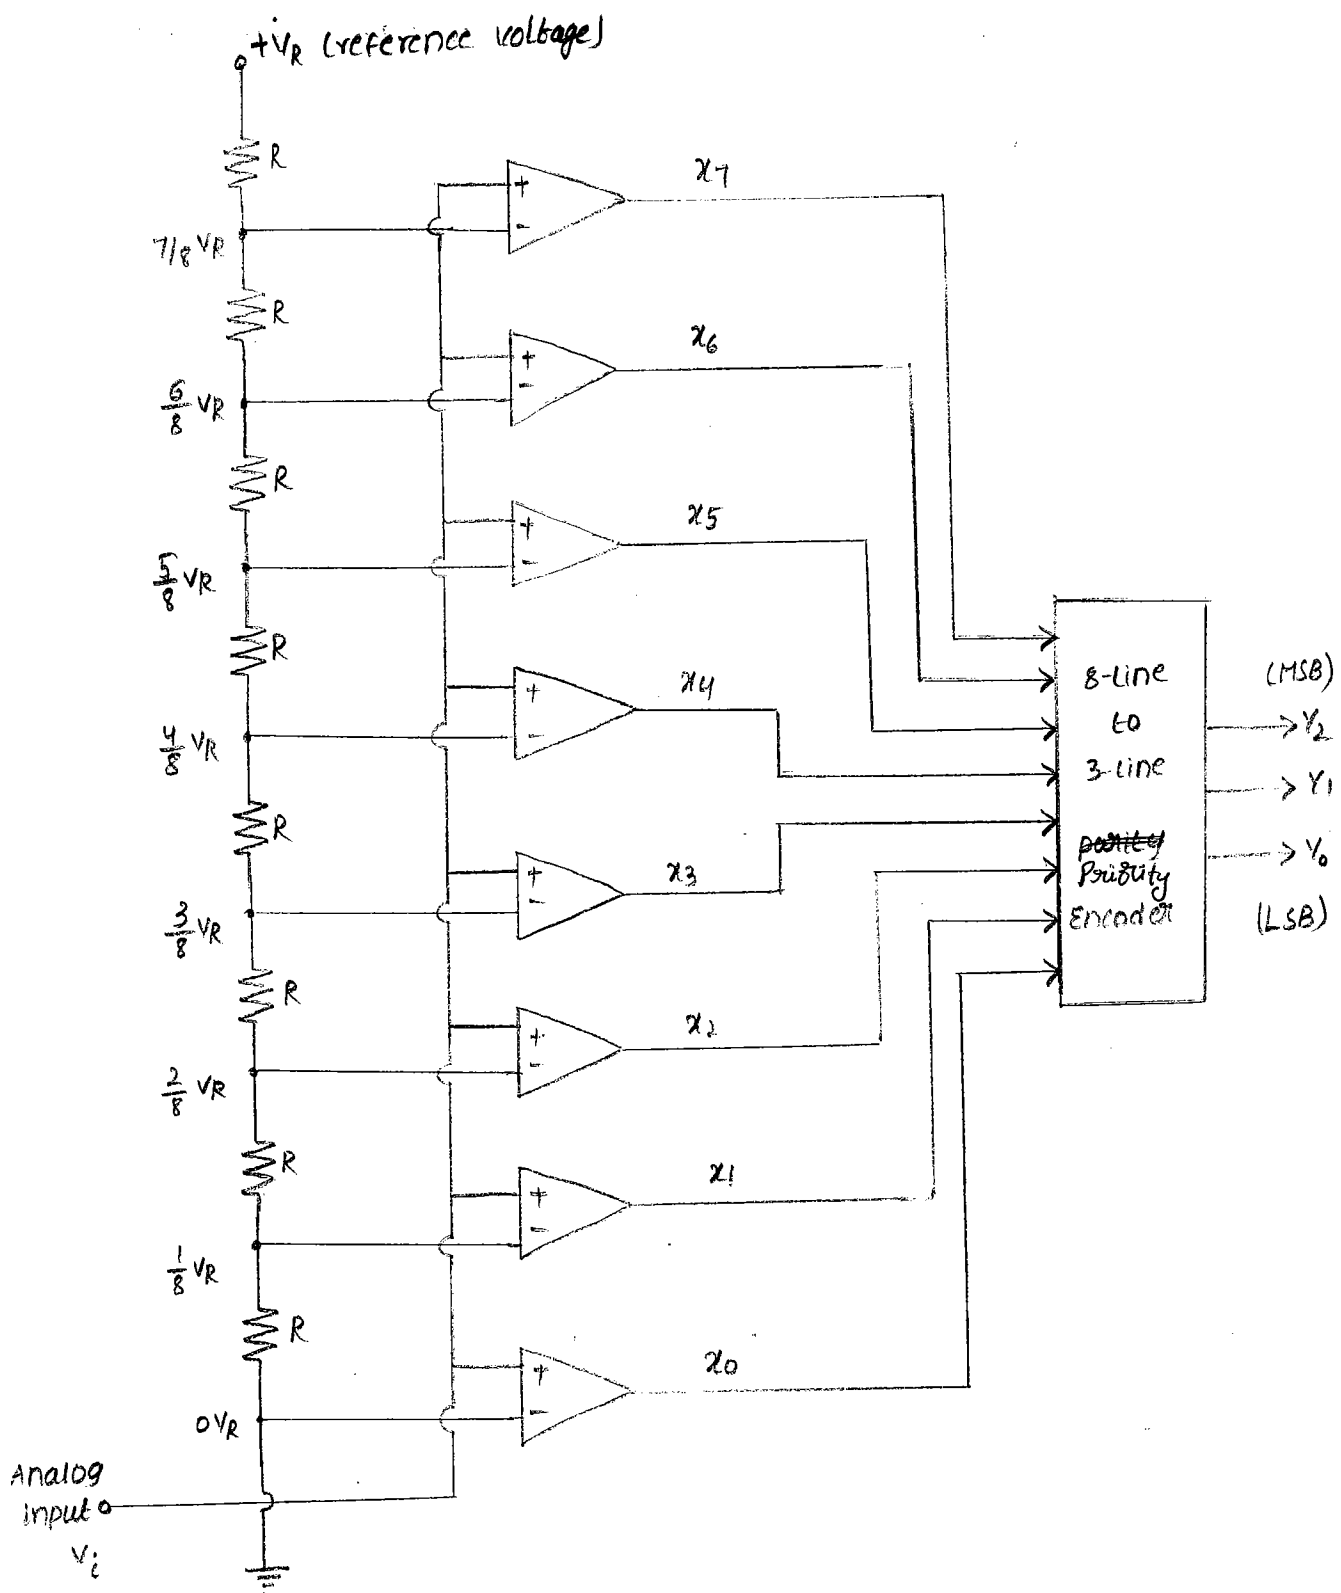 +VR (reference voltage)
R
7/8 VR
R
6/8 VR
R
5/8 VR
R
4/8 VR
R
3/8 VR
R
2/8 VR
R
1/8 VR
R
0VR
Analog
input
Vi
+
-
x7
+
-
x6
+
-
x5
+
-
x4
+
-
x3
+
-
x2
+
-
x1
+
-
x0
8-Line
to
3-Line
parity
Priority
Encoder
(MSB)
Y2
Y1
Y0
(LSB)